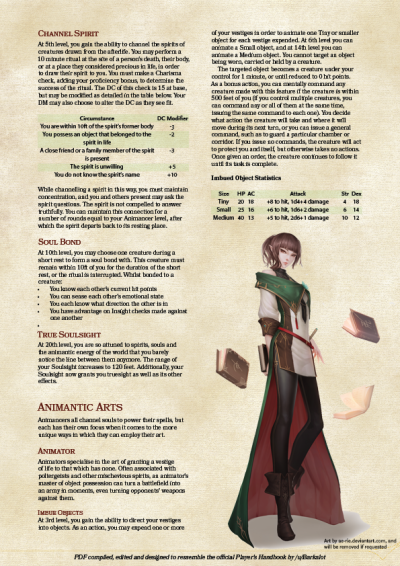 CHANNEL SPIRIT
At 5th level, you gain the ability to channel the spirits of
creatures drawn from the afterlife. You may perform a
10 minute ritual at the site of a person's death, their body,
or at a place they considered precious in life, in order
to draw their spirit to you. You must make a Charisma
check, adding your proficiency bonus, to determine the
success of the ritual. The DC of this check is 15 at base,
but may be modified as detailed in the table below. Your
DM may also choose to alter the DC as they see fit.
Circumstance DC Modifier
You are within 10ft of the spirit's former body -3
You possess an object that belonged to the -2
spirit in life
A close friend or a family member of the spirit -3
is present
The spirit is unwilling +5
You do not know the spirit's name +10
While channelling a spirit in this way, you must maintain
concentration, and you and others present may ask the
spirit questions. The spirit is not compelled to answer
truthfully. You can maintain this connection for a
number of rounds equal to your Animancer level, after
which the spirit departs back to its resting place.
SOUL BOND
At 10th level, you may choose one creature during a
short rest to form a soul bond with. This creature must
remain within 10ft of you for the duration of the short
rest, or the ritual is interrupted. Whilst bonded to a
creature:
• You know each other's current hit points
• You can sense each other's emotional state
• You each know what direction the other is in
• You have advantage on Insight checks made against
one another
•
TRUE SOULSIGHT
At 20th level, you are so attuned to spirits, souls and
the animantic energy of the world that you barely
notice the line between them anymore. The range of
your Soulsight increases to 120 feet. Additionally, your
Soulsight now grants you truesight as well as its other
effects.
ANIMANTIC ARTS
Animancers all channel souls to power their spells, but
each has their own focus when it comes to the more
unique ways in which they can employ their art.
ANIMATOR
Animators specialise in the art of granting a vestige
of life to that which has none. Often associated with
poltergeists and other mischievous spirits, an animator's
master of object possession can turn a battlefield into
an army in moments, even turning opponents' weapons
against them.
IMBUE OBJECTS
At 3rd level, you gain the ability to direct your vestiges
into objects. As an action, you may expend one or more
of your vestiges in order to animate one Tiny or smaller
object for each vestige expended. At 6th level you can
animate a Small object, and at 14th level you can
animate a Medium object. You cannot target an object
being worn, carried or held by a creature.
The targeted object becomes a creature under your
control for 1 minute, or until reduced to 0 hit points.
As a bonus action, you can mentally command any
creature made with this feature if the creature is within
500 feet of you (if you control multiple creatures, you
can command any or all of them at the same time,
issuing the same command to each one). You decide
what action the creature will take and where it will
move during its next turn, or you can issue a general
command, such as to guard a particular chamber or
corridor. If you issue no commands, the creature will act
to protect you and itself, but otherwise takes no actions.
Once given an order, the creature continues to follow it
until its task is complete.
Imbued Object Statistics
Size HP AC Attack Str Dex
Tiny 20 18 +8 to hit, 1d4+4 damage 4 18
Small 25 16 +6 to hit, 1d6+2 damage 6 14
Medium 40 13 +5 to hit, 2d6+1 damage 10 12
PDF compiled, edited and designed to resemble the official Player's Handbook by